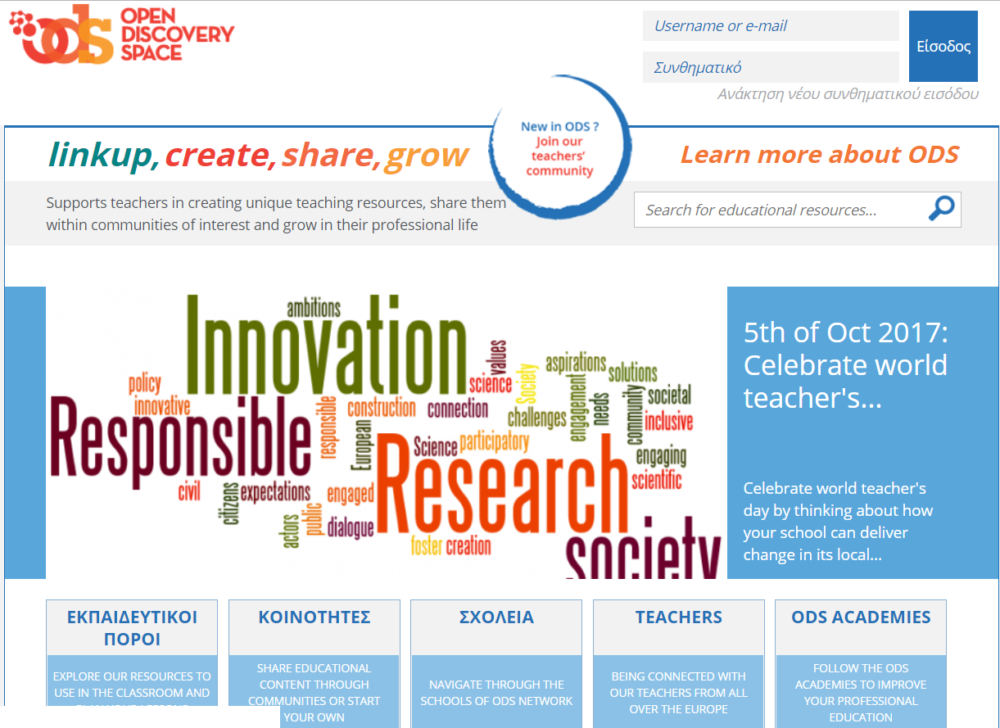 OPEN
DISCOVERY
SPACE
Username or e-mail
Συνθηματικό
Είσοδος
Ανάκτηση νέου συνθηματικού εισόδου
New in ODS ?
Join our
teachers'
community
linkup, create, share, grow
Learn more about ODS
Supports teachers in creating unique teaching resources, share them
within communities of interest and grow in their professional life
Search for educational resources...
ambitions
Innovation
values
policy
innovative
science
Society
aspirations
solutions
Responsible
responsible
construction
connection
challenges
engagement
needs
community
societal
inclusive
European
Science
participatory
Research
engaging
scientific
civil
citizens
expectations
engaged
actors
public
dialogue
foster
creation
society
5th of Oct 2017:
Celebrate world
teacher's...
Celebrate world teacher's
day by thinking about how
your school can deliver
change in its local...
ΕΚΠΑΙΔΕΥΤΙΚΟΙ
ΠΟΡΟΙ
EXPLORE OUR RESOURCES TO
USE IN THE CLASSROOM AND
ΚΟΙΝΟΤΗΤΕΣ
SHARE EDUCATIONAL
CONTENT THROUGH
COMMUNITIES OR START
YOUR OWN
ΣΧΟΛΕΙΑ
NAVIGATE THROUGH THE
SCHOOLS OF ODS NETWORK
TEACHERS
BEING CONNECTED WITH
OUR TEACHERS FROM ALL
OVER THE EUROPE
ODS ACADEMIES
FOLLOW THE ODS
ACADEMIES TO IMPROVE
YOUR PROFESSIONAL
EDUCATION